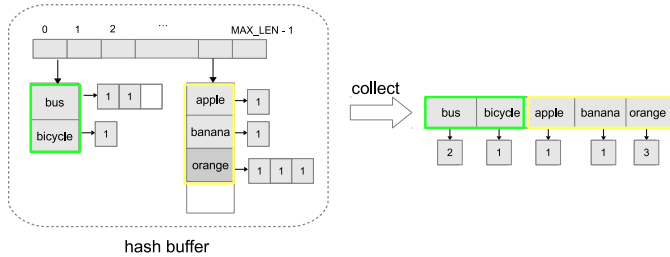 0 1 2 ... MAX_LEN - 1
collect
bus 1 1
bicycle 1
apple 1
banana 1
orange 1 1 1
bus bicycle apple banana orange
2 1 1 1 3
hash buffer